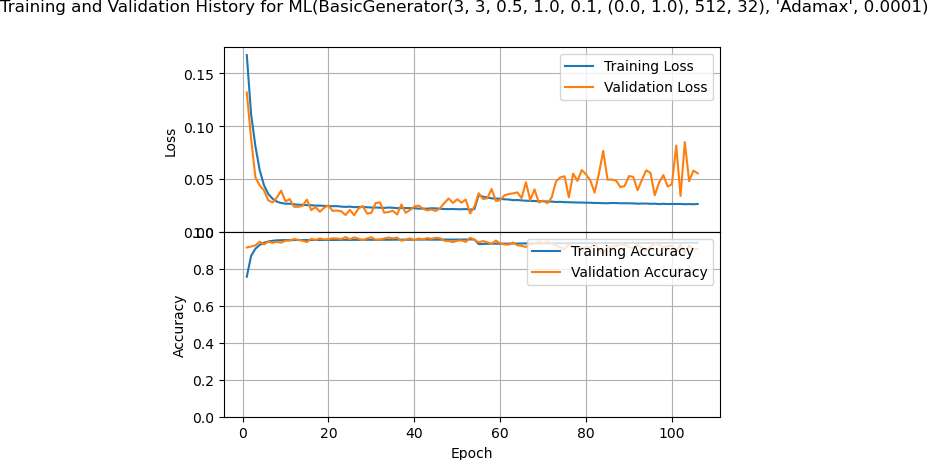 Training and Validation History for ML(BasicGenerator(3, 3, 0.5, 1.0, 0.1, (0.0, 1.0), 512, 32), 'Adamax', 0.0001)
Training Loss
Validation Loss
0.15
0.10
0.05
0.00
Loss
Training Accuracy
Validation Accuracy
1.0
0.8
0.6
0.4
0.2
0.0
Accuracy
0 20 40 60 80 100
Epoch